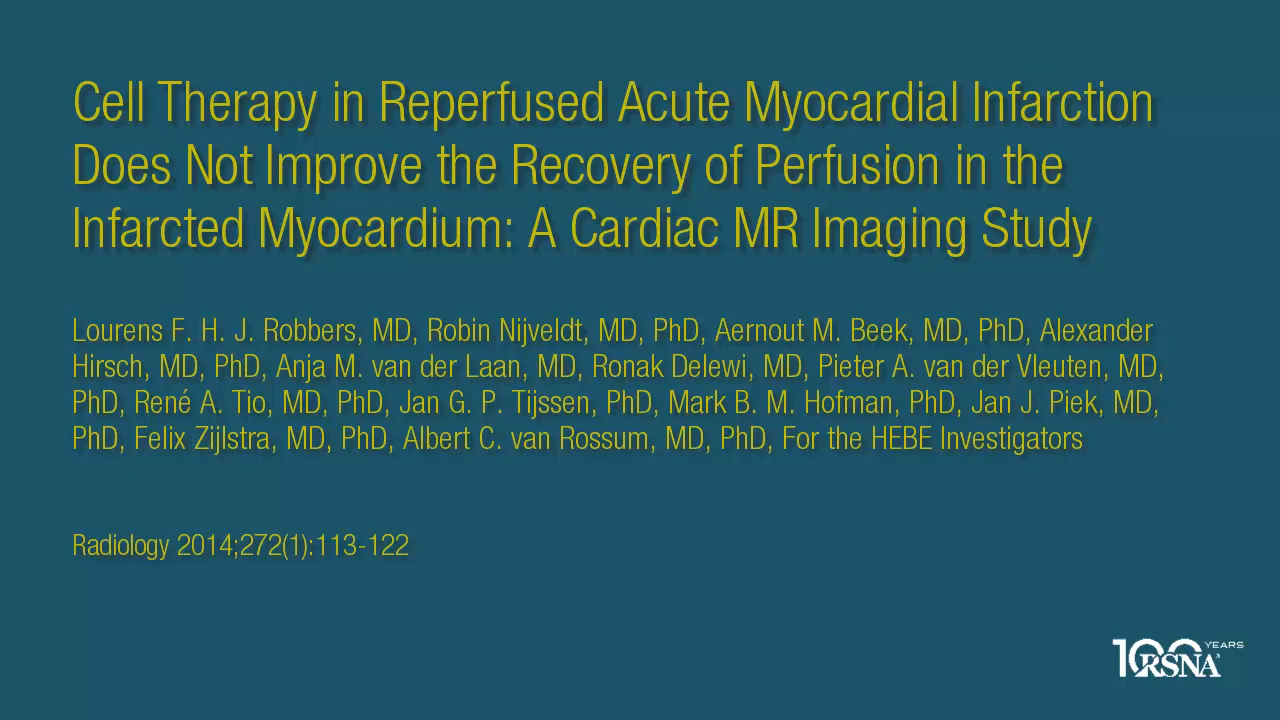 Cell Therapy in Reperfused Acute Myocardial Infarction
Does Not Improve the Recovery of Perfusion in the
Infarcted Myocardium: A Cardiac MR Imaging Study
Lourens F. H. J. Robbers, MD, Robin Nijveldt, MD, PhD, Aernout M. Beek, MD, PhD, Alexander
Hirsch, MD, PhD, Anja M. van der Laan, MD, Ronak Delewi, MD, Pieter A. van der Vleuten, MD,
PhD, René A. Tio, MD, PhD, Jan G. P. Tijssen, PhD, Mark B. M. Hofman, PhD, Jan J. Piek, MD,
PhD, Felix Zijlstra, MD, PhD, Albert C. van Rossum, MD, PhD, For the HEBE Investigators
Radiology 2014;272(1):113-122
100 YEARS
RSNA